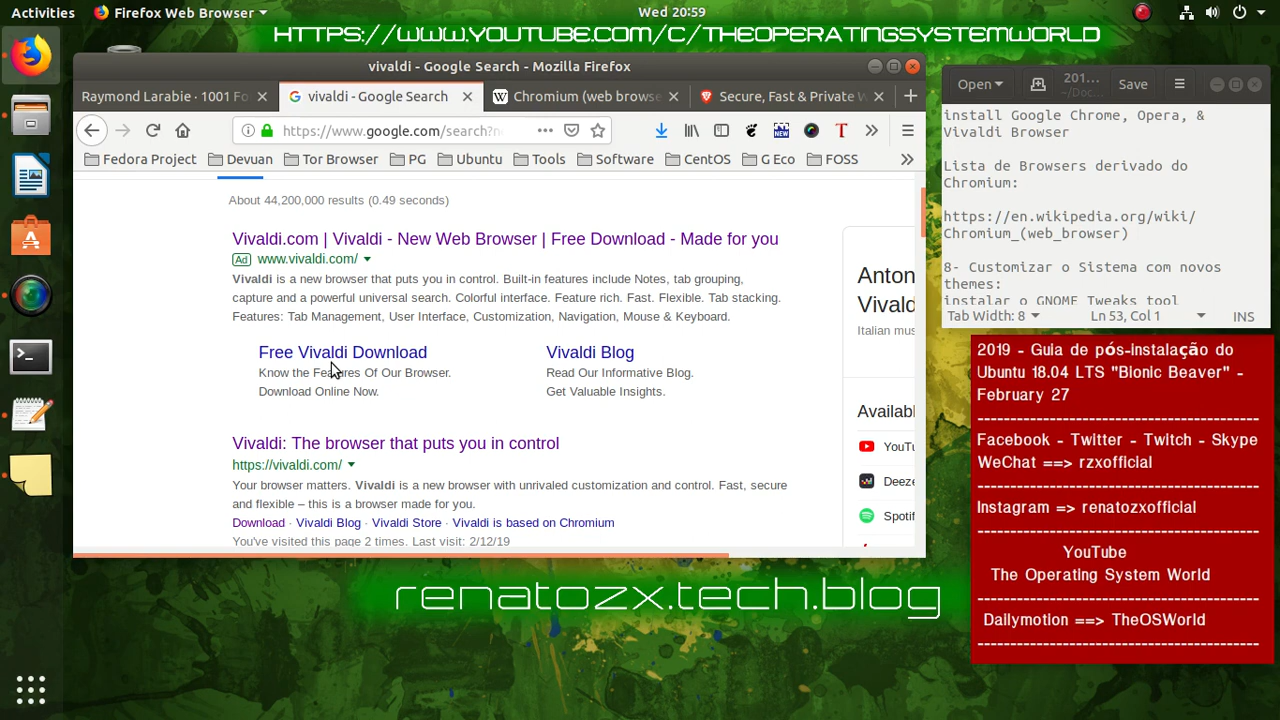 Activities
Firefox Web Browser
Wed 20:59
HTTPS://WWW.YOUTUBE.COM/C/THEOPERATINGSYSTEMWORLD
vivaldi - Google Search - Mozilla Firefox
Raymond Larabie · 1001 Fo
vivaldi - Google Search
Chromium (web browse
Secure, Fast & Private W
https://www.google.com/search?n
Fedora Project
Devuan
Tor Browser
PG
Ubuntu
Tools
Software
CentOS
G Eco
FOSS
About 44,200,000 results (0.49 seconds)
Vivaldi.com | Vivaldi - New Web Browser | Free Download - Made for you
Ad www.vivaldi.com/
Vivaldi is a new browser that puts you in control. Built-in features include Notes, tab grouping,
capture and a powerful universal search. Colorful interface. Feature rich. Fast. Flexible. Tab stacking.
Features: Tab Management, User Interface, Customization, Navigation, Mouse & Keyboard.
Free Vivaldi Download
Know the Features Of Our Browser.
Download Online Now.
Vivaldi Blog
Read Our Informative Blog.
Get Valuable Insights.
Vivaldi: The browser that puts you in control
https://vivaldi.com/
Your browser matters. Vivaldi is a new browser with unrivaled customization and control. Fast, secure
and flexible – this is a browser made for you.
Download · Vivaldi Blog · Vivaldi Store · Vivaldi is based on Chromium
You've visited this page 2 times. Last visit: 2/12/19
Anton
Vivald
Italian mus
Availabl
YouTu
Deeze
Spotif
Open
201...
~/Doc...
Save
install Google Chrome, Opera, &
Vivaldi Browser
Lista de Browsers derivado do
Chromium:
https://en.wikipedia.org/wiki/
Chromium_(web_browser)
8- Customizar o Sistema com novos
themes:
instalar o GNOME Tweaks tool
Tab Width: 8
Ln 53, Col 1
INS
2019 - Guia de pós-Instalação do
Ubuntu 18.04 LTS "Bionic Beaver" -
February 27
Facebook - Twitter - Twitch - Skype
WeChat ==> rzxofficial
Instagram => renatozxofficial
YouTube
The Operating System World
Dailymotion ==> TheOSWorld
renatozx.tech.blog